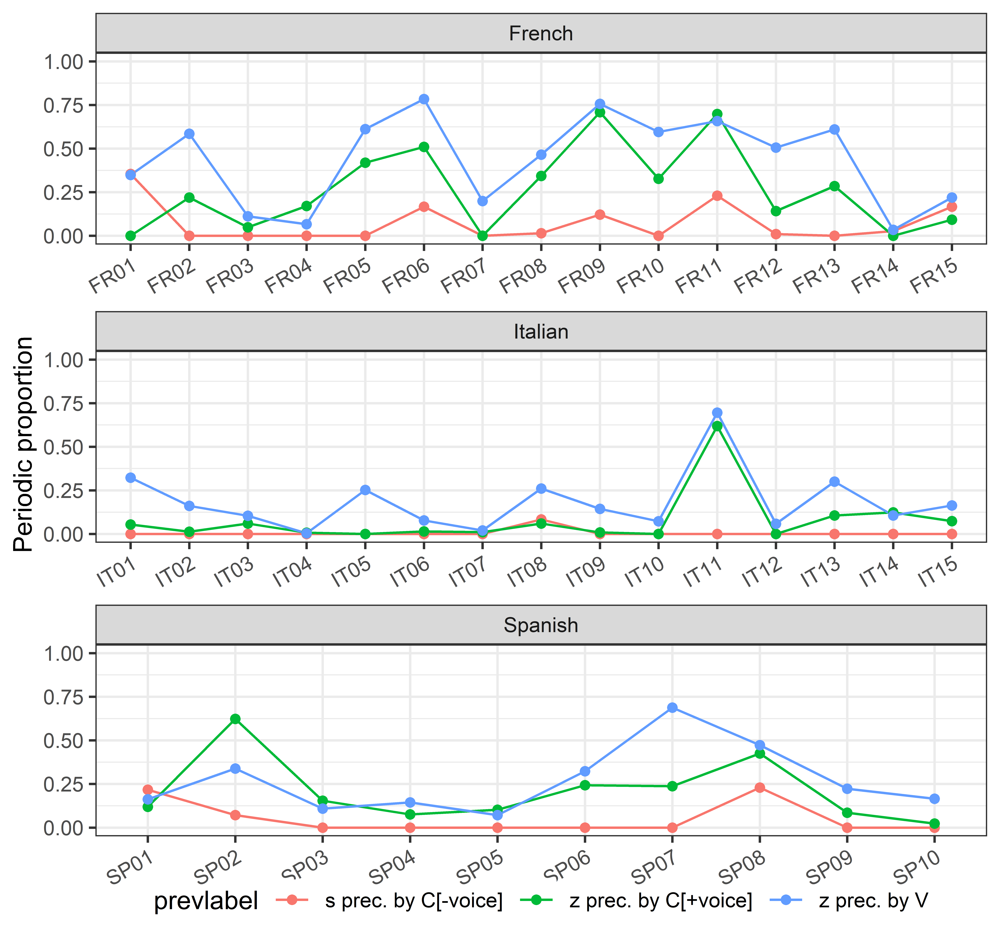 French
1.00
0.75
0.50
0.25
0.00
FR01 FR02 FR03 FR04 FR05 FR06 FR07 FR08 FR09 FR10 FR11 FR12 FR13 FR14 FR15
Periodic proportion
Italian
1.00
0.75
0.50
0.25
0.00
IT01 IT02 IT03 IT04 IT05 IT06 IT07 IT08 IT09 IT10 IT11 IT12 IT13 IT14 IT15
Spanish
1.00
0.75
0.50
0.25
0.00
SP01 SP02 SP03 SP04 SP05 SP06 SP07 SP08 SP09 SP10
prevlabel s prec. by C[-voice] z prec. by C[+voice] z prec. by V